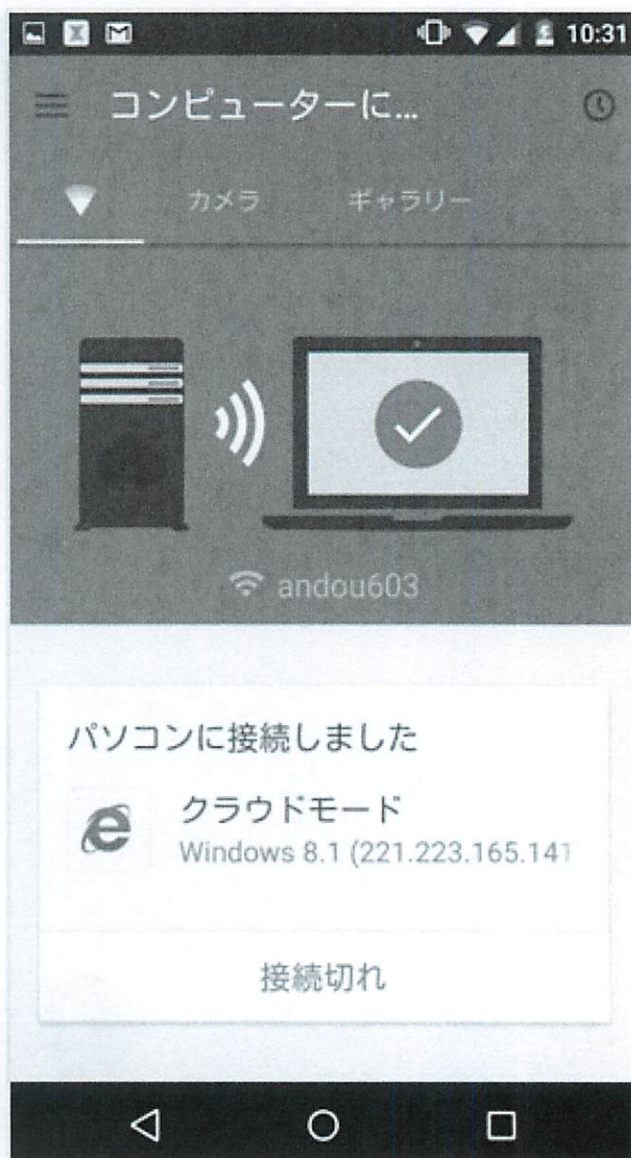 10:31
コンピューターに...
カメラ ギャラリー
andou603
パソコンに接続しました
クラウドモード
Windows 8.1 (221.223.165.141
接続切れ